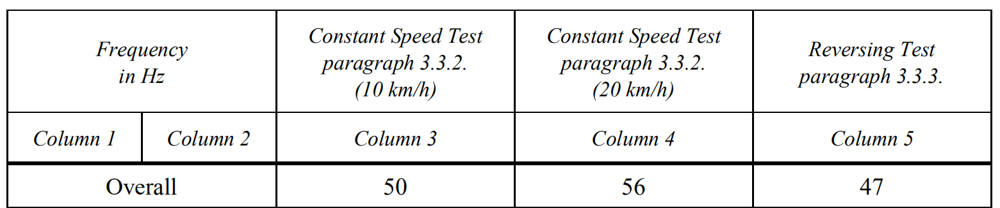 Frequency
in Hz
Constant Speed Test
paragraph 3.3.2.
(10 km/h)
Constant Speed Test
paragraph 3.3.2.
(20 km/h)
Reversing Test
paragraph 3.3.3.
Column 1
Column 2
Column 3
Column 4
Column 5
Overall
50
56
47